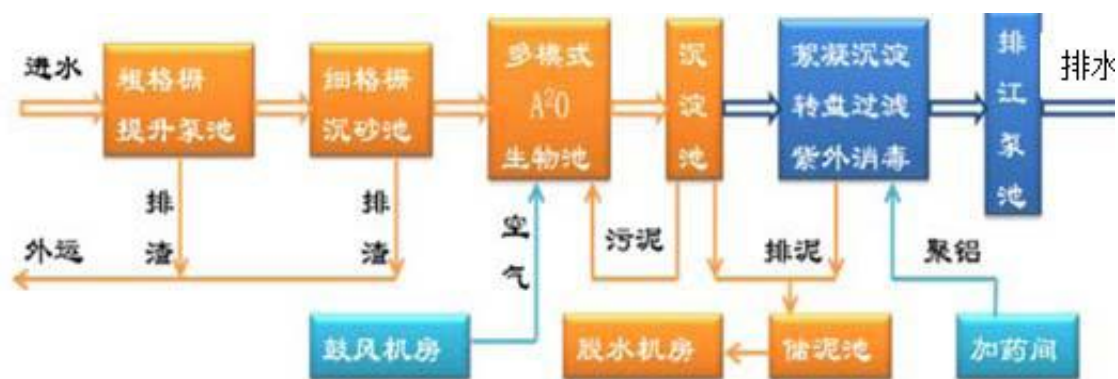 进水
粗格栅
提升泵池
细格栅
沉砂池
多模式
A²O
生物池
沉
淀
池
絮凝沉淀
转盘过滤
紫外消毒
排
江
泵
池
排水
排
渣
排
渣
外运
空
气
污泥
排泥
聚铝
鼓风机房
脱水机房
储泥池
加药间